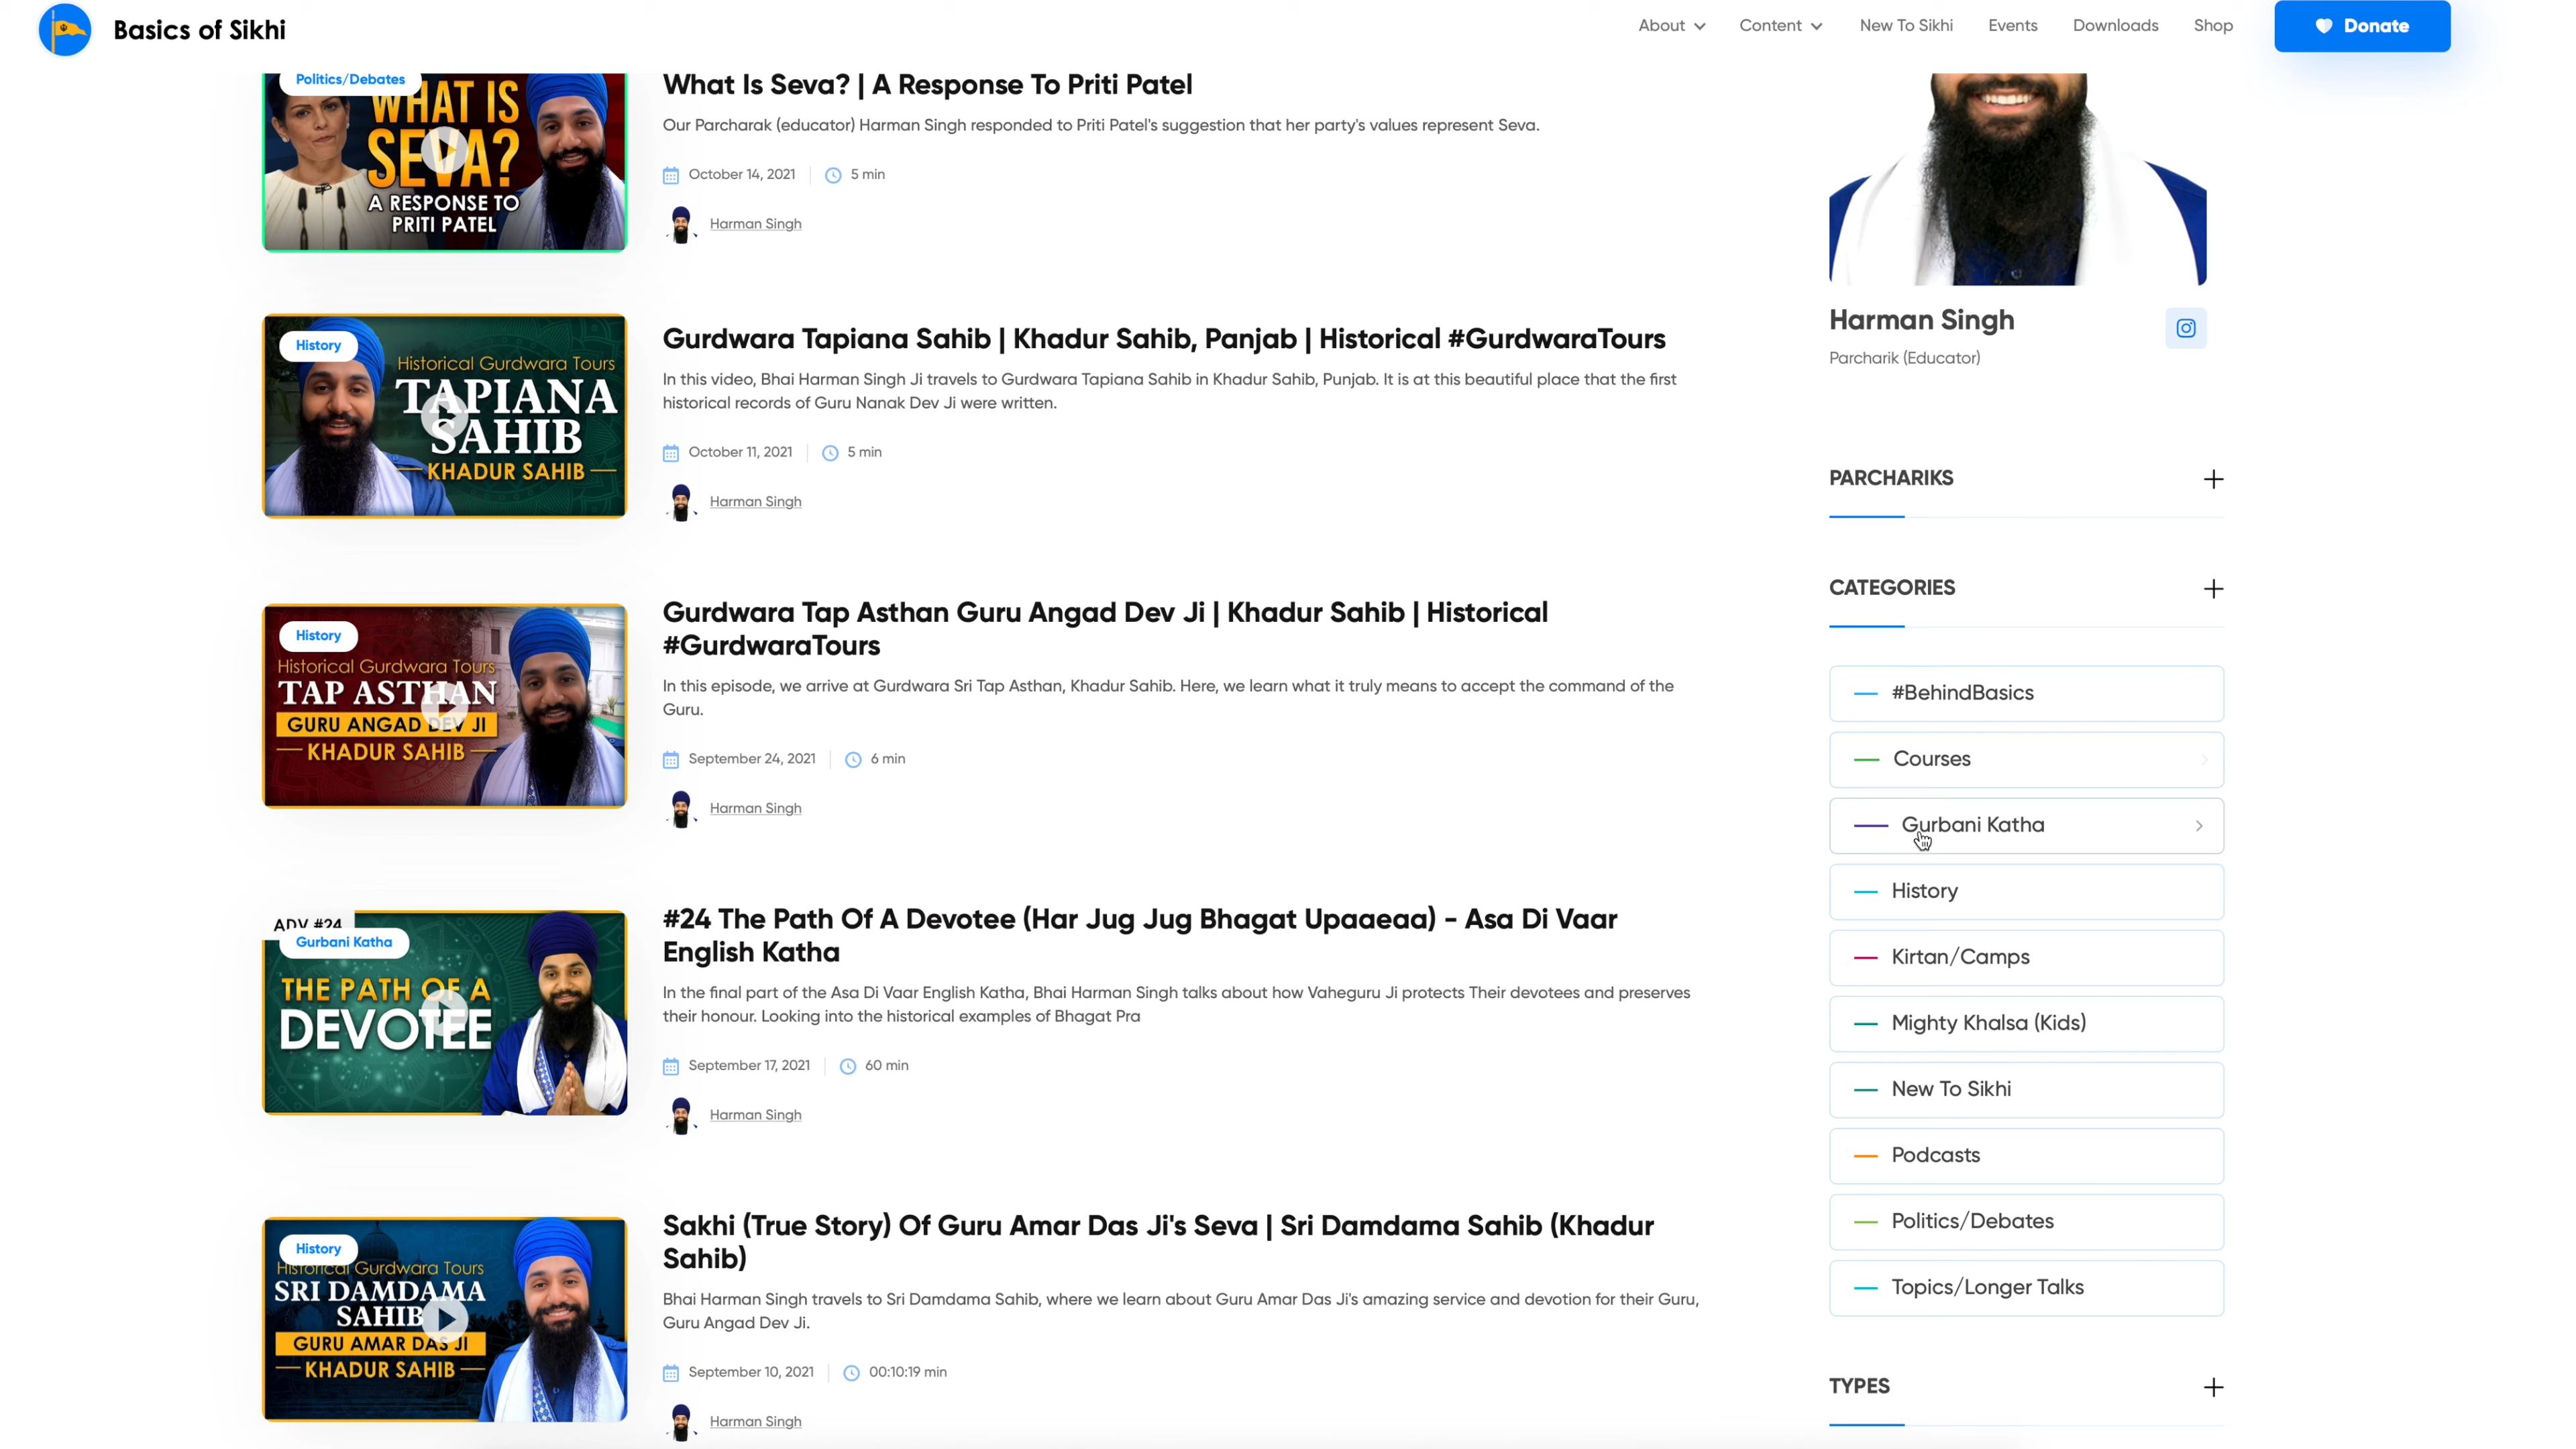 Basics of Sikhi
About
Content
New To Sikhi
Events
Downloads
Shop
Donate
Politics/Debates
WHAT IS
SEVA?
A RESPONSE TO
PRITI PATEL
What Is Seva? | A Response To Priti Patel
Our Parcharak (educator) Harman Singh responded to Priti Patel's suggestion that her party's values represent Seva.
October 14, 2021
5 min
Harman Singh
History
Historical Gurdwara Tours
TAPIANA
SAHIB
KHADUR SAHIB
Gurdwara Tapiana Sahib | Khadur Sahib, Panjab | Historical #GurdwaraTours
In this video, Bhai Harman Singh Ji travels to Gurdwara Tapiana Sahib in Khadur Sahib, Punjab. It is at this beautiful place that the first
historical records of Guru Nanak Dev Ji were written.
October 11, 2021
5 min
Harman Singh
History
Historical Gurdwara Tours
TAP ASTHAN
GURU ANGAD DEV JI
KHADUR SAHIB
Gurdwara Tap Asthan Guru Angad Dev Ji | Khadur Sahib | Historical
#GurdwaraTours
In this episode, we arrive at Gurdwara Sri Tap Asthan, Khadur Sahib. Here, we learn what it truly means to accept the command of the
Guru.
September 24, 2021
6 min
Harman Singh
ADV #24
Gurbani Katha
THE PATH OF A
DEVOTEE
#24 The Path Of A Devotee (Har Jug Jug Bhagat Upaaeaa) - Asa Di Vaar
English Katha
In the final part of the Asa Di Vaar English Katha, Bhai Harman Singh talks about how Vaheguru Ji protects Their devotees and preserves
their honour. Looking into the historical examples of Bhagat Pra
September 17, 2021
60 min
Harman Singh
History
Historical Gurdwara Tours
SRI DAMDAMA
SAHIB
GURU AMAR DAS JI
KHADUR SAHIB
Sakhi (True Story) Of Guru Amar Das Ji's Seva | Sri Damdama Sahib (Khadur
Sahib)
Bhai Harman Singh travels to Sri Damdama Sahib, where we learn about Guru Amar Das Ji's amazing service and devotion for their Guru,
Guru Angad Dev Ji.
September 10, 2021
00:10:19 min
Harman Singh
Harman Singh
Parcharik (Educator)
PARCHARIKS
CATEGORIES
#BehindBasics
Courses
Gurbani Katha
History
Kirtan/Camps
Mighty Khalsa (Kids)
New To Sikhi
Podcasts
Politics/Debates
Topics/Longer Talks
TYPES